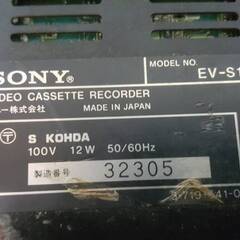 SONY®
MODEL NO. EV-S1
DEO CASSETTE RECORDER
ー株式会社 MADE IN JAPAN
〒 S KOHDA
100V 12W 50/60Hz
製造番号 32305